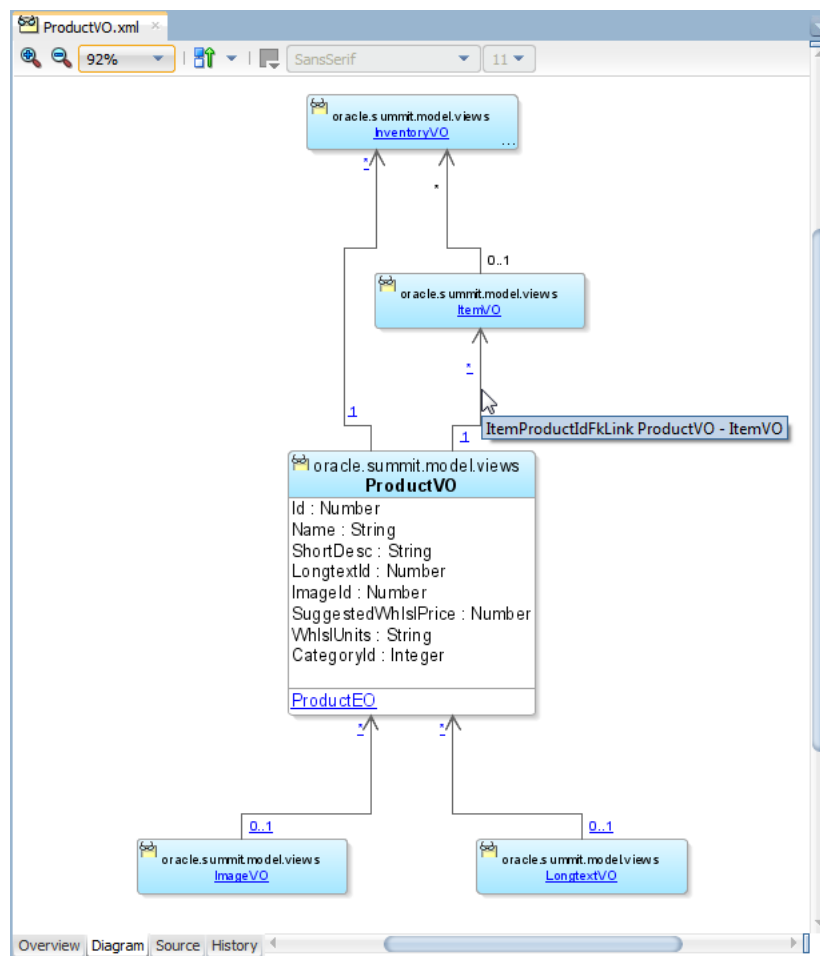 ProductVO.xml
92%
SansSerif
11
oracle.summit.model.views
InventoryVO
...
*
*
0..1
oracle.summit.model.views
ItemVO
*
1
1
ItemProductIdFkLink ProductVO - ItemVO
oracle.summit.model.views
ProductVO
Id : Number
Name : String
ShortDesc : String
LongtextId : Number
ImageId : Number
SuggestedWhlslPrice : Number
WhlslUnits : String
CategoryId : Integer
ProductEO
*
*
0..1
0..1
oracle.summit.model.views
ImageVO
oracle.summit.model.views
LongtextVO
Overview Diagram Source History